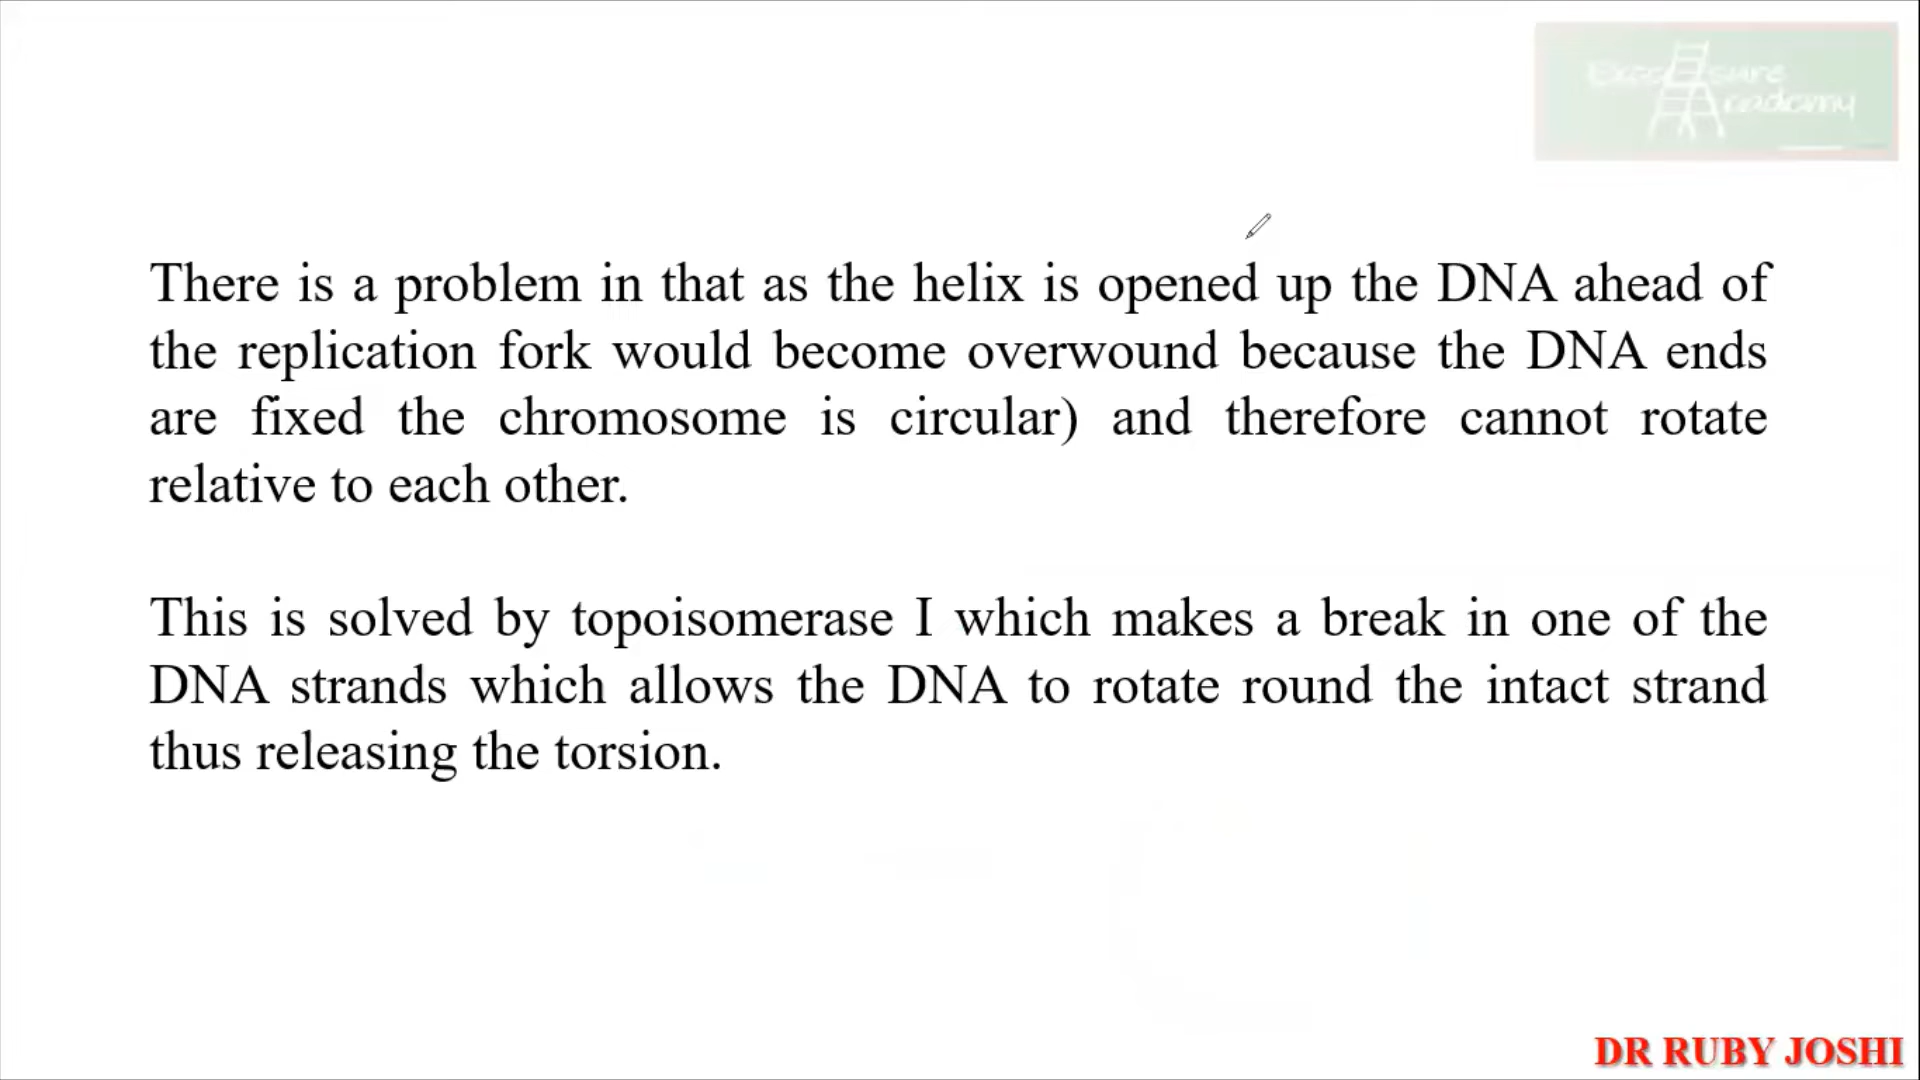 sure
cademy
There is a problem in that as the helix is opened up the DNA ahead of
the replication fork would become overwound because the DNA ends
are fixed the chromosome is circular) and therefore cannot rotate
relative to each other.
This is solved by topoisomerase I which makes a break in one of the
DNA strands which allows the DNA to rotate round the intact strand
thus releasing the torsion.
DR RUBY JOSHI